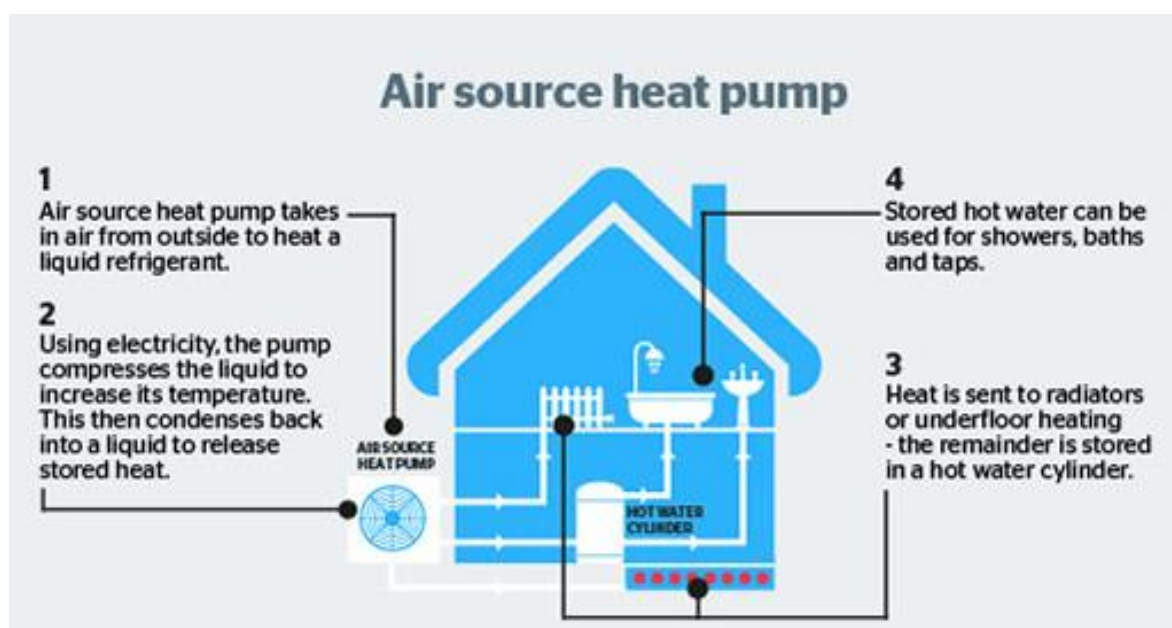 Air source heat pump
1
Air source heat pump takes
in air from outside to heat a
liquid refrigerant.
2
Using electricity, the pump
compresses the liquid to
increase its temperature.
This then condenses back
into a liquid to release
stored heat.
AIR SOURCE
HEAT PUMP
HOT WATER
CYLINDER
4
Stored hot water can be
used for showers, baths
and taps.
3
Heat is sent to radiators
or underfloor heating
- the remainder is stored
in a hot water cylinder.